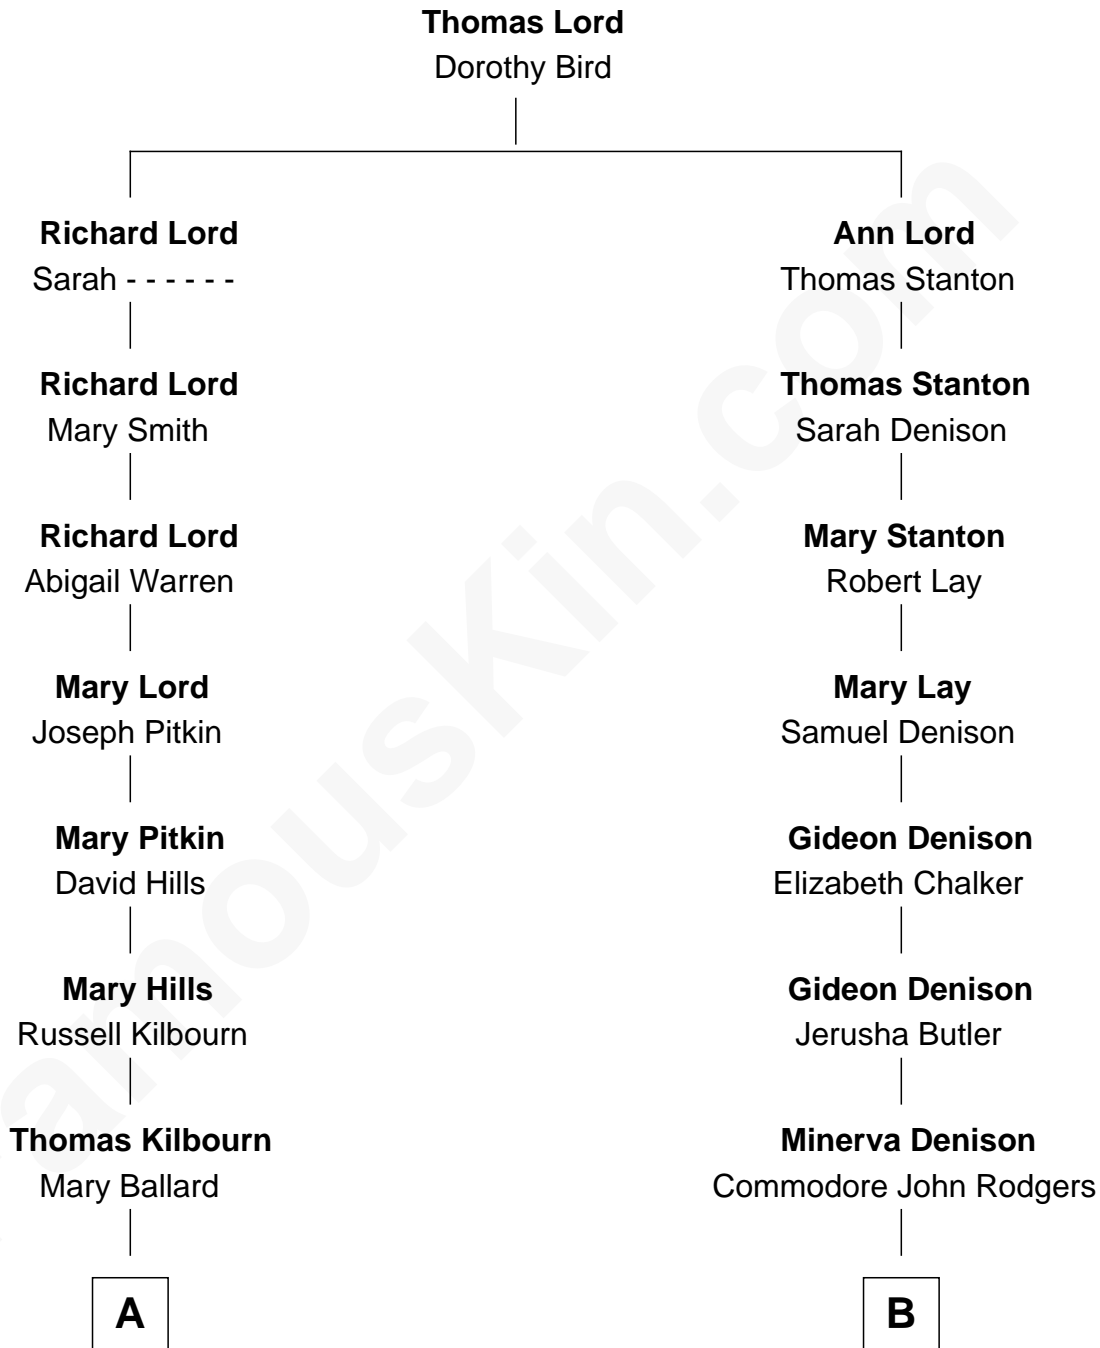 Thomas Lord
Dorothy Bird
Richard Lord
Sarah - - - - - -
Ann Lord
Thomas Stanton
Richard Lord
Mary Smith
Thomas Stanton
Sarah Denison
Richard Lord
Abigail Warren
Mary Stanton
Robert Lay
Mary Lord
Joseph Pitkin
Mary Lay
Samuel Denison
Mary Pitkin
David Hills
Gideon Denison
Elizabeth Chalker
Mary Hills
Russell Kilbourn
Gideon Denison
Jerusha Butler
Thomas Kilbourn
Mary Ballard
Minerva Denison
Commodore John Rodgers
A
B
amousKin.com